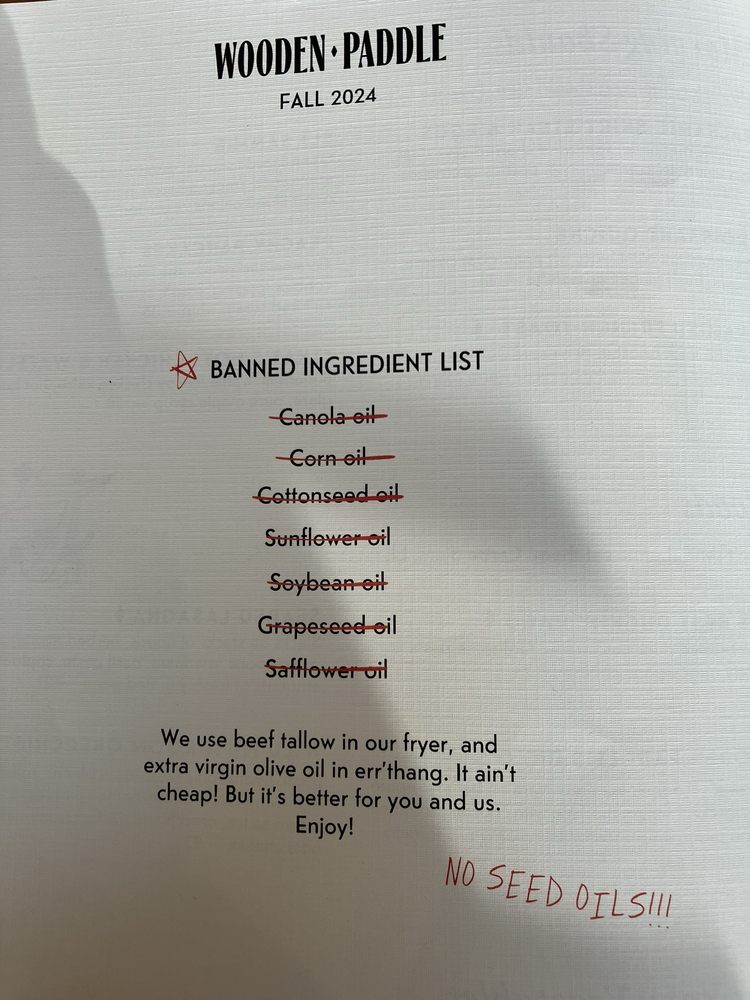 WOODEN PADDLE
FALL 2024
BANNED INGREDIENT LIST
Canola oil
Corn oil
Cottonseed oil
Sunflower oil
Soybean oil
Grapeseed oil
Safflower oil
We use beef tallow in our fryer, and
extra virgin olive oil in err'thang. It ain't
cheap! But it's better for you and us.
Enjoy!
NO SEED OILS!!!